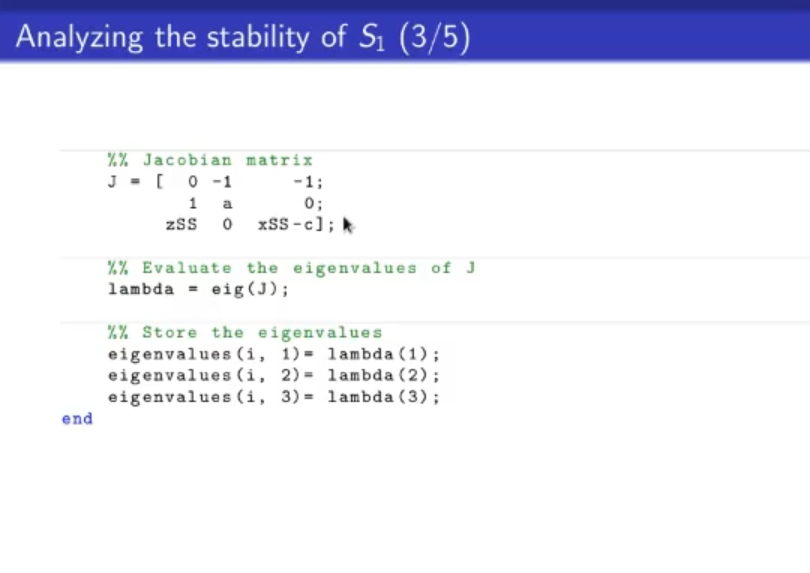 Analyzing the stability of S₁ (3/5)
%% Jacobian matrix
J = [ 0 -1 -1;
1 a 0;
zSS 0 xSS-c];
%% Evaluate the eigenvalues of J
lambda = eig(J);
%% Store the eigenvalues
eigenvalues(i, 1)= lambda(1);
eigenvalues(i, 2)= lambda(2);
eigenvalues(i, 3)= lambda(3);
end